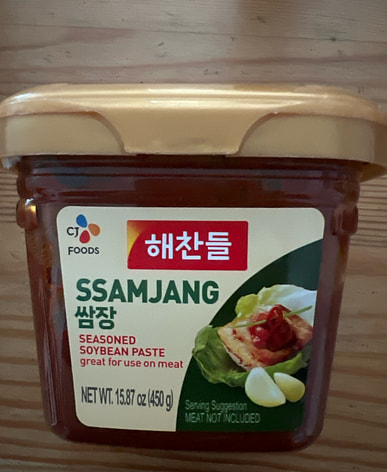 CJ
FOODS
해찬들
SSAMJANG
쌈장
SEASONED
SOYBEAN PASTE
great for use on meat
NET WT. 15.87 oz (450 g)
Serving Suggestion
MEAT NOT INCLUDED